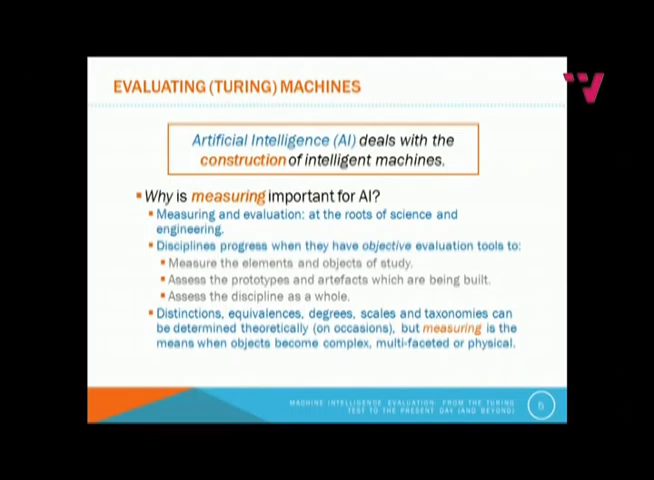 EVALUATING (TURING) MACHINES
Artificial Intelligence (AI) deals with the
construction of intelligent machines.
Why is measuring important for AI?
Measuring and evaluation: at the roots of science and
engineering.
Disciplines progress when they have objective evaluation tools to:
Measure the elements and objects of study.
Assess the prototypes and artefacts which are being built.
Assess the discipline as a whole.
Distinctions, equivalences, degrees, scales and taxonomies can
be determined theoretically (on occasions), but measuring is the
means when objects become complex, multi-faceted or physical.
MACHINE INTELLIGENCE EVALUATION: FROM THE TURING
TEST TO THE PRESENT DAY (AND BEYOND)